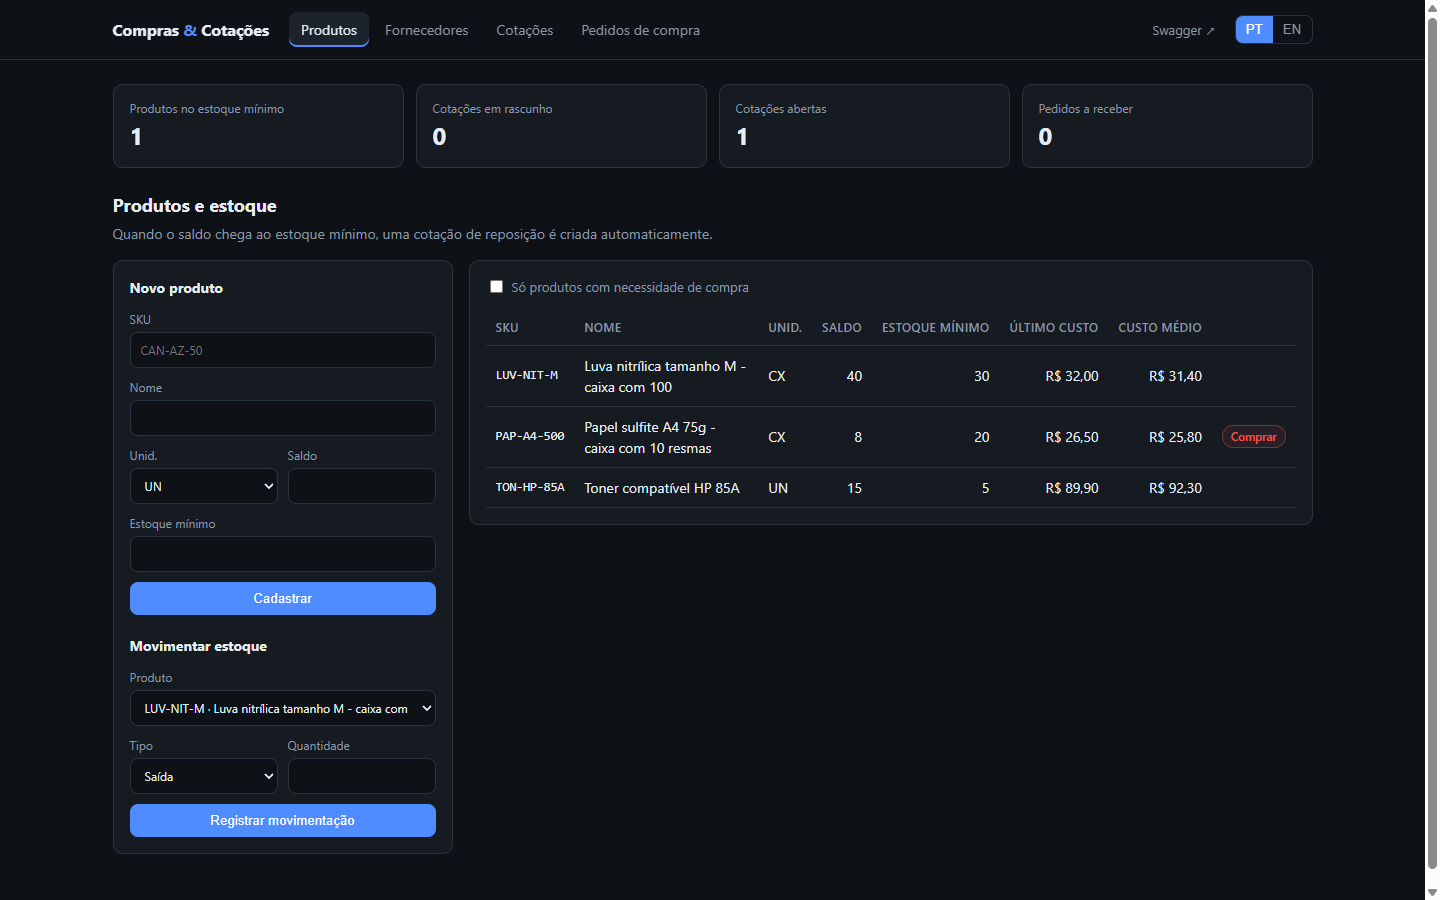 Compras & Cotações
Produtos
Fornecedores
Cotações
Pedidos de compra
Swagger ↗
PT
EN
Produtos no estoque mínimo
1
Cotações em rascunho
0
Cotações abertas
1
Pedidos a receber
0
Produtos e estoque
Quando o saldo chega ao estoque mínimo, uma cotação de reposição é criada automaticamente.
Novo produto
SKU
CAN-AZ-50
Nome
Unid.
Saldo
UN
Estoque mínimo
Cadastrar
Movimentar estoque
Produto
LUV-NIT-M · Luva nitrílica tamanho M - caixa com
Tipo
Quantidade
Saída
Registrar movimentação
Só produtos com necessidade de compra
SKU NOME UNID. SALDO ESTOQUE MÍNIMO ÚLTIMO CUSTO CUSTO MÉDIO
LUV-NIT-M Luva nitrílica tamanho M - CX 40 30 R$ 32,00 R$ 31,40
caixa com 100
PAP-A4-500 Papel sulfite A4 75g - CX 8 20 R$ 26,50 R$ 25,80 Comprar
caixa com 10 resmas
TON-HP-85A Toner compatível HP 85A UN 15 5 R$ 89,90 R$ 92,30